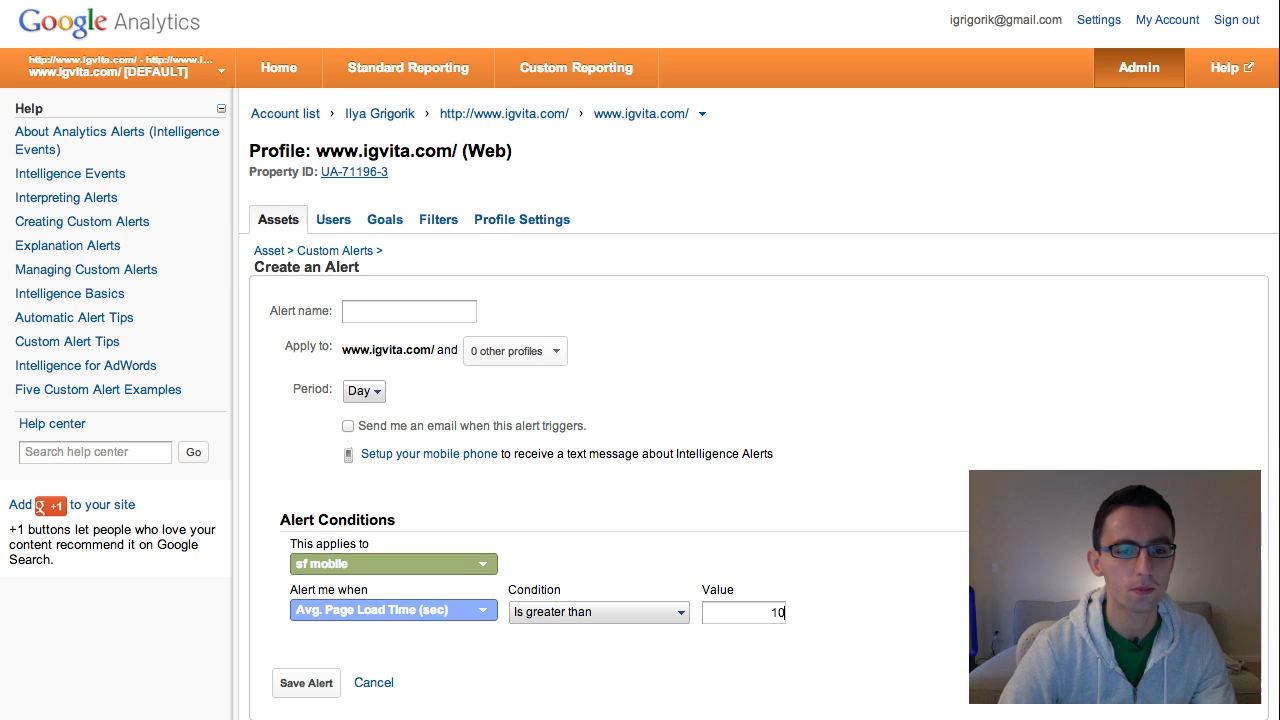 Google Analytics
igrigorik@gmail.com Settings My Account Sign out
http://www.igvita.com/ - http://www.i...
www.igvita.com/ [DEFAULT]
Home Standard Reporting Custom Reporting Admin Help
Help
About Analytics Alerts (Intelligence
Events)
Intelligence Events
Interpreting Alerts
Creating Custom Alerts
Explanation Alerts
Managing Custom Alerts
Intelligence Basics
Automatic Alert Tips
Custom Alert Tips
Intelligence for AdWords
Five Custom Alert Examples
Help center
Search help center Go
Add g +1 to your site
+1 buttons let people who love your
content recommend it on Google
Search.
Account list › Ilya Grigorik › http://www.igvita.com/ › www.igvita.com/
Profile: www.igvita.com/ (Web)
Property ID: UA-71196-3
Assets Users Goals Filters Profile Settings
Asset > Custom Alerts >
Create an Alert
Alert name:
Apply to: www.igvita.com/ and 0 other profiles
Period: Day
Send me an email when this alert triggers.
Setup your mobile phone to receive a text message about Intelligence Alerts
Alert Conditions
This applies to
sf mobile
Alert me when Condition Value
Avg. Page Load Time (sec) Is greater than 10
Save Alert Cancel